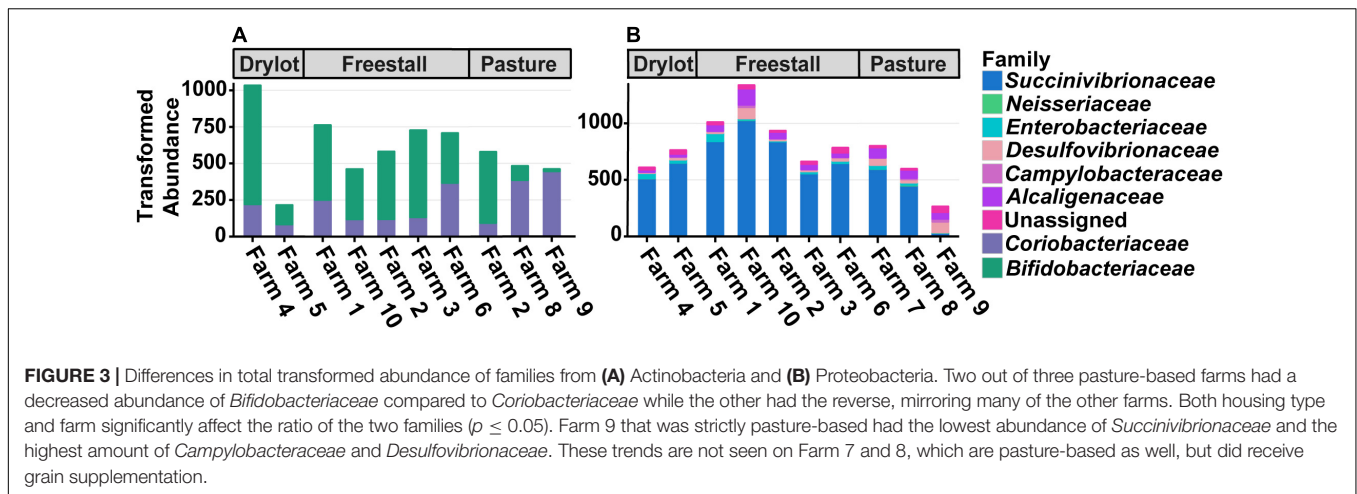 A
Drylot Freestall Pasture
Transformed
Abundance
1000
750
500
250
0
Farm 4
Farm 5
Farm 1
Farm 10
Farm 2
Farm 3
Farm 6
Farm 2
Farm 8
Farm 9
B
Drylot Freestall Pasture
1000
500
0
Farm 4
Farm 5
Farm 1
Farm 10
Farm 2
Farm 3
Farm 6
Farm 7
Farm 8
Farm 9
Family
Succinivibrionaceae
Neisseriaceae
Enterobacteriaceae
Desulfovibrionaceae
Campylobacteraceae
Alcaligenaceae
Unassigned
Coriobacteriaceae
Bifidobacteriaceae
FIGURE 3 | Differences in total transformed abundance of families from (A) Actinobacteria and (B) Proteobacteria. Two out of three pasture-based farms had a
decreased abundance of Bifidobacteriaceae compared to Coriobacteriaceae while the other had the reverse, mirroring many of the other farms. Both housing type
and farm significantly affect the ratio of the two families (p ≤ 0.05). Farm 9 that was strictly pasture-based had the lowest abundance of Succinivibrionaceae and the
highest amount of Campylobacteraceae and Desulfovibrionaceae. These trends are not seen on Farm 7 and 8, which are pasture-based as well, but did receive
grain supplementation.